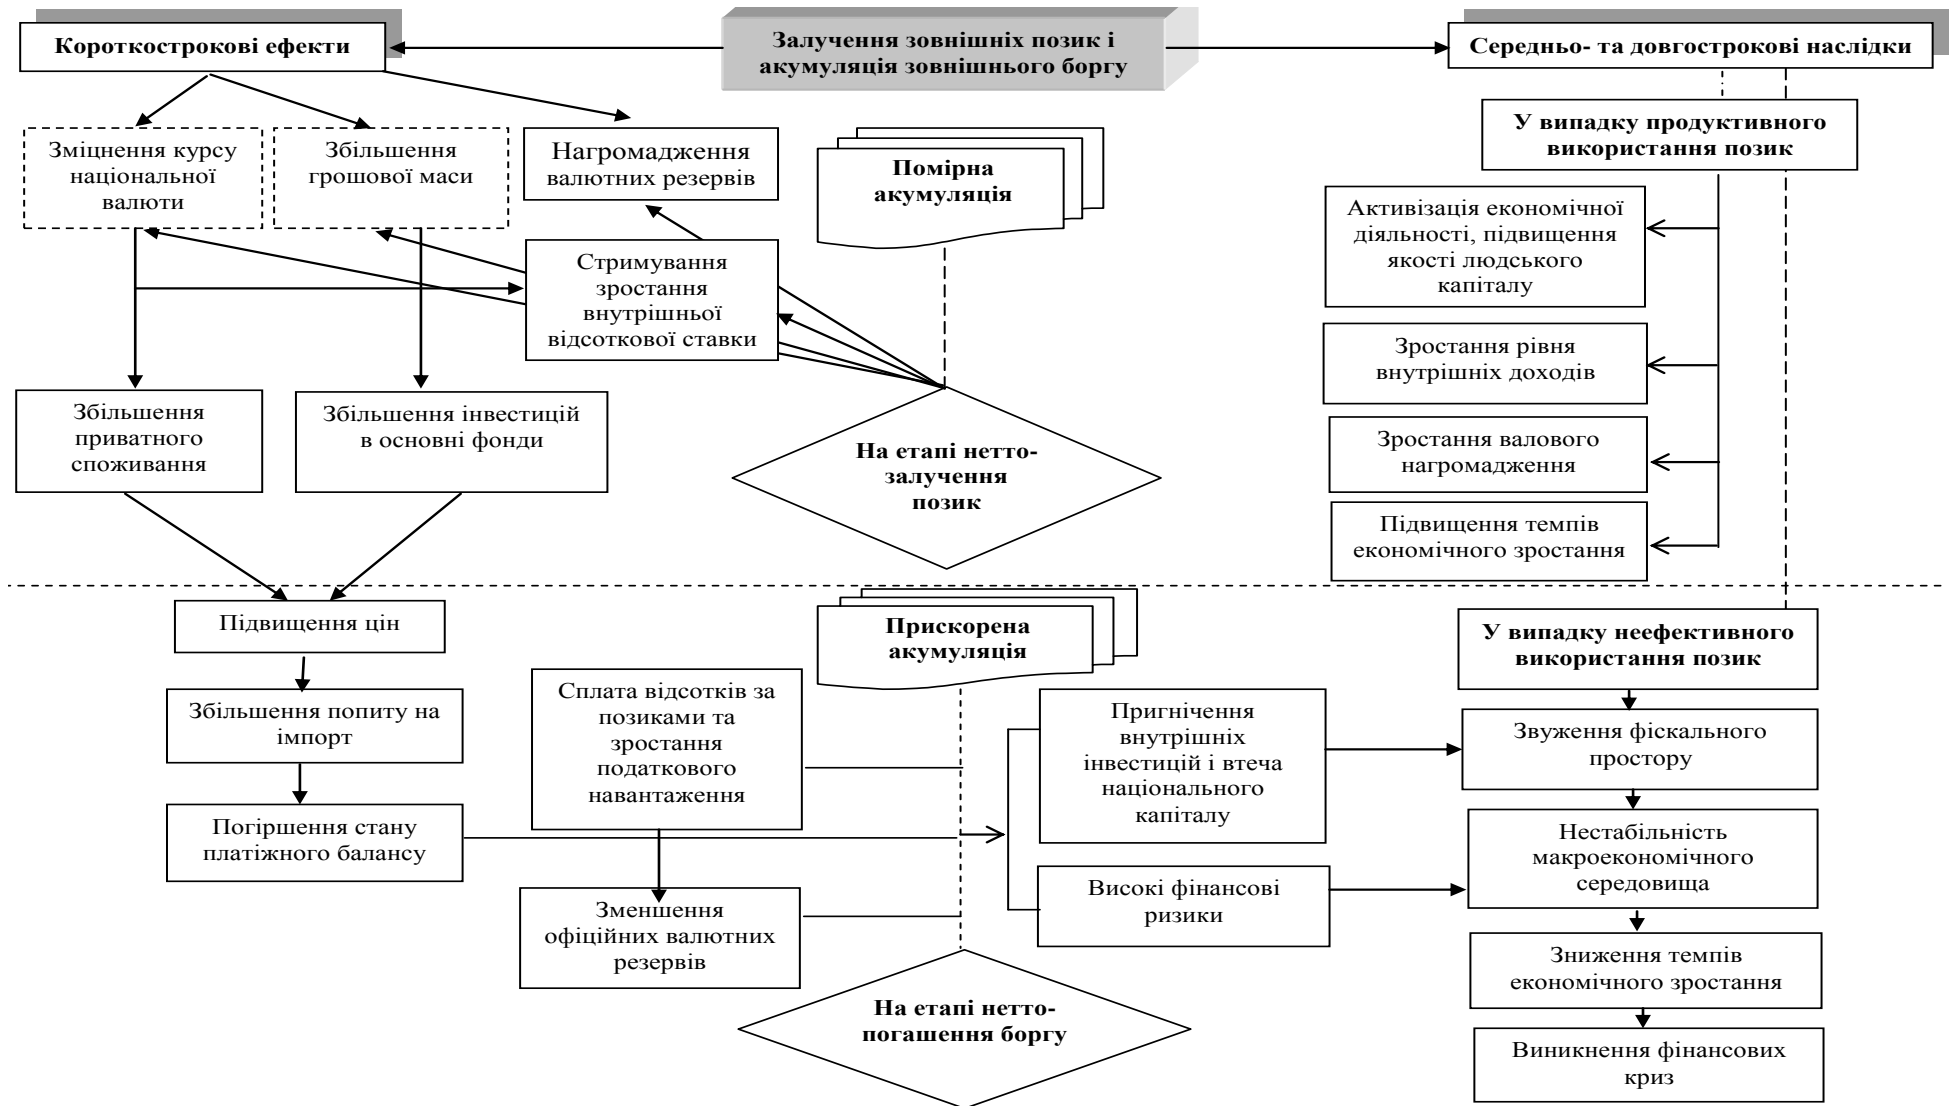 Короткострокові ефекти
Залучення зовнішніх позик і
акумуляція зовнішнього боргу
Середньо- та довгострокові наслідки
Зміцнення курсу
національної
валюти
Збільшення
грошової маси
Нагромадження
валютних резервів
Помірна
акумуляція
У випадку продуктивного
використання позик
Стримування
зростання
внутрішньої
відсоткової ставки
Активізація економічної
діяльності, підвищення
якості людського
капіталу
Зростання рівня
внутрішніх доходів
Збільшення
приватного
споживання
Збільшення інвестицій
в основні фонди
На етапі нетто-
залучення
позик
Зростання валового
нагромадження
Підвищення темпів
економічного зростання
Підвищення цін
Прискорена
акумуляція
У випадку неефективного
використання позик
Збільшення попиту на
імпорт
Сплата відсотків за
позиками та
зростання
податкового
навантаження
Пригнічення
внутрішніх
інвестицій і втеча
національного
капіталу
Звуження фіскального
простору
Погіршення стану
платіжного балансу
Нестабільність
макроекономічного
середовища
Зменшення
офіційних валютних
резервів
Високі фінансові
ризики
Зниження темпів
економічного зростання
На етапі нетто-
погашення боргу
Виникнення фінансових
криз